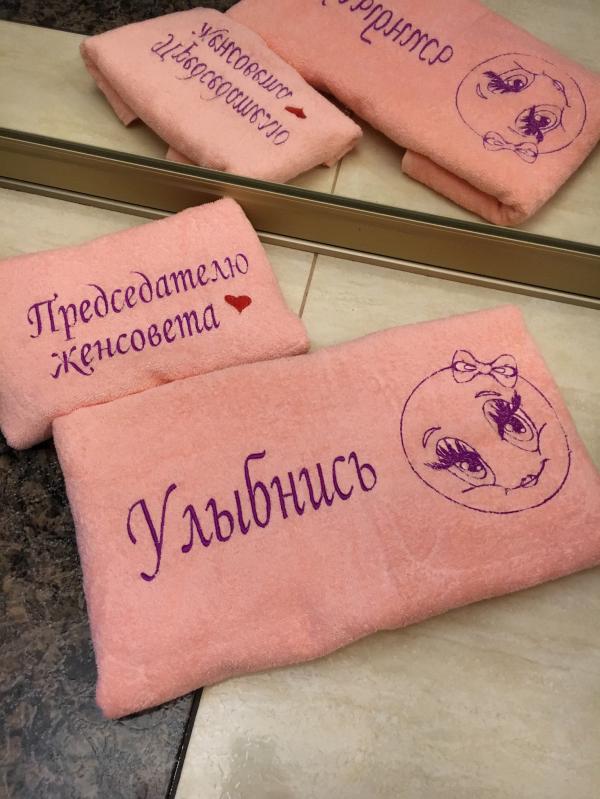 Председателю
женсовета
Улыбнись